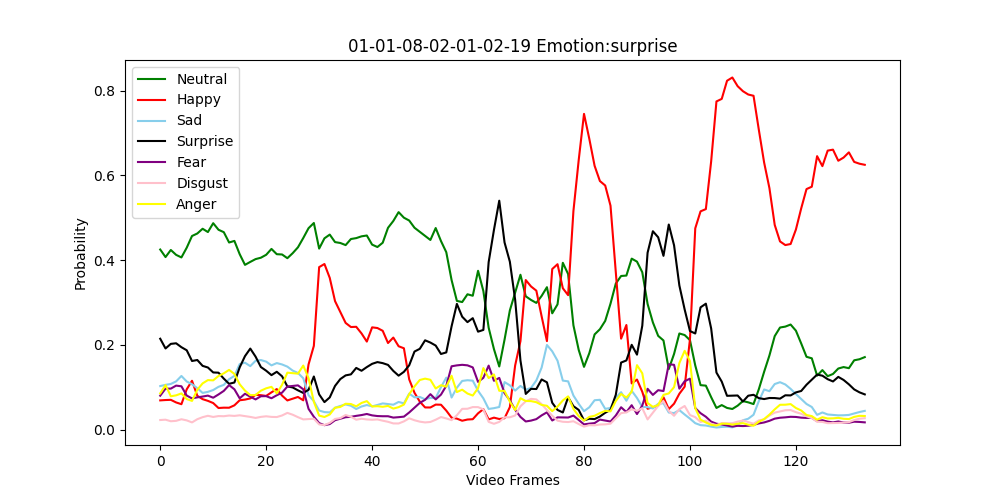 01-01-08-02-01-02-19 Emotion:surprise
Neutral
Happy
Sad
Surprise
Fear
Disgust
Anger
Probability
0.8
0.6
0.4
0.2
0.0
0 20 40 60 80 100 120
Video Frames